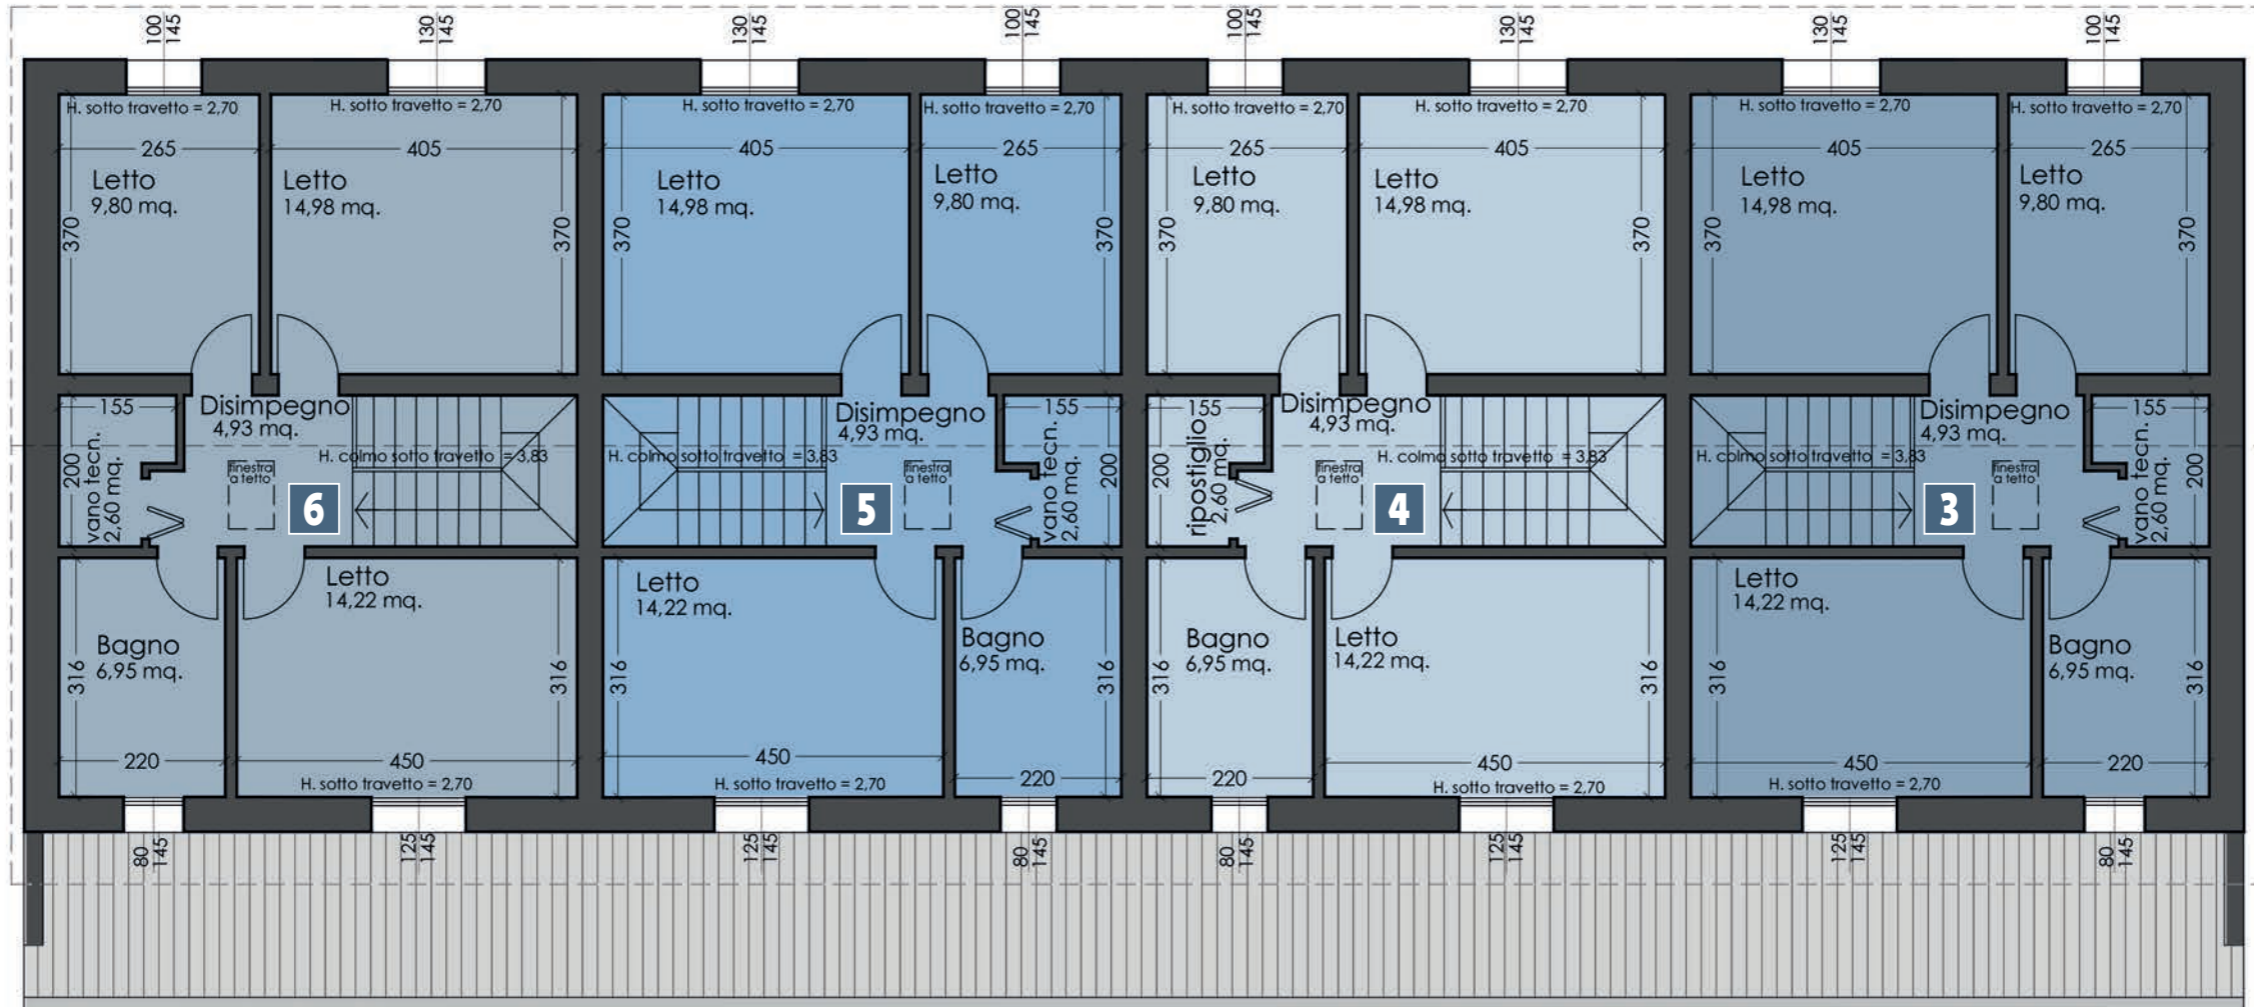 100
145
130
145
130
145
100
145
100
145
130
145
130
145
100
145
H. sotto travetto = 2,70
H. sotto travetto = 2,70
H. sotto travetto = 2,70
H. sotto travetto = 2,70
H. sotto travetto = 2,70
H. sotto travetto = 2,70
H. sotto travetto = 2,70
H. sotto travetto = 2,70
265
405
405
265
265
405
405
265
Letto
9,80 mq.
Letto
14,98 mq.
Letto
14,98 mq.
Letto
9,80 mq.
Letto
9,80 mq.
Letto
14,98 mq.
Letto
14,98 mq.
Letto
9,80 mq.
370
370
370
370
370
370
370
370
155
Disimpegno
4,93 mq.
200
vano tecn.
2,60 mq.
finestra
a tetto
H. colmo sotto travetto = 3,83
6
H. colmo sotto travetto = 3,83
Disimpegno
4,93 mq.
finestra
a tetto
5
155
vano tecn.
2,60 mq.
200
200
155
ripostiglio
2,60 mq.
Disimpegno
4,93 mq.
finestra
a tetto
4
H. colmo sotto travetto = 3,83
H. colmo sotto travetto = 3,83
Disimpegno
4,93 mq.
finestra
a tetto
3
155
vano tecn.
2,60 mq.
200
Bagno
6,95 mq.
Letto
14,22 mq.
Letto
14,22 mq.
Bagno
6,95 mq.
Bagno
6,95 mq.
Letto
14,22 mq.
Letto
14,22 mq.
Bagno
6,95 mq.
316
316
316
316
316
316
316
316
220
450
450
220
220
450
450
220
H. sotto travetto = 2,70
H. sotto travetto = 2,70
H. sotto travetto = 2,70
H. sotto travetto = 2,70
80
145
125
145
125
145
80
145
80
145
125
145
125
145
80
145